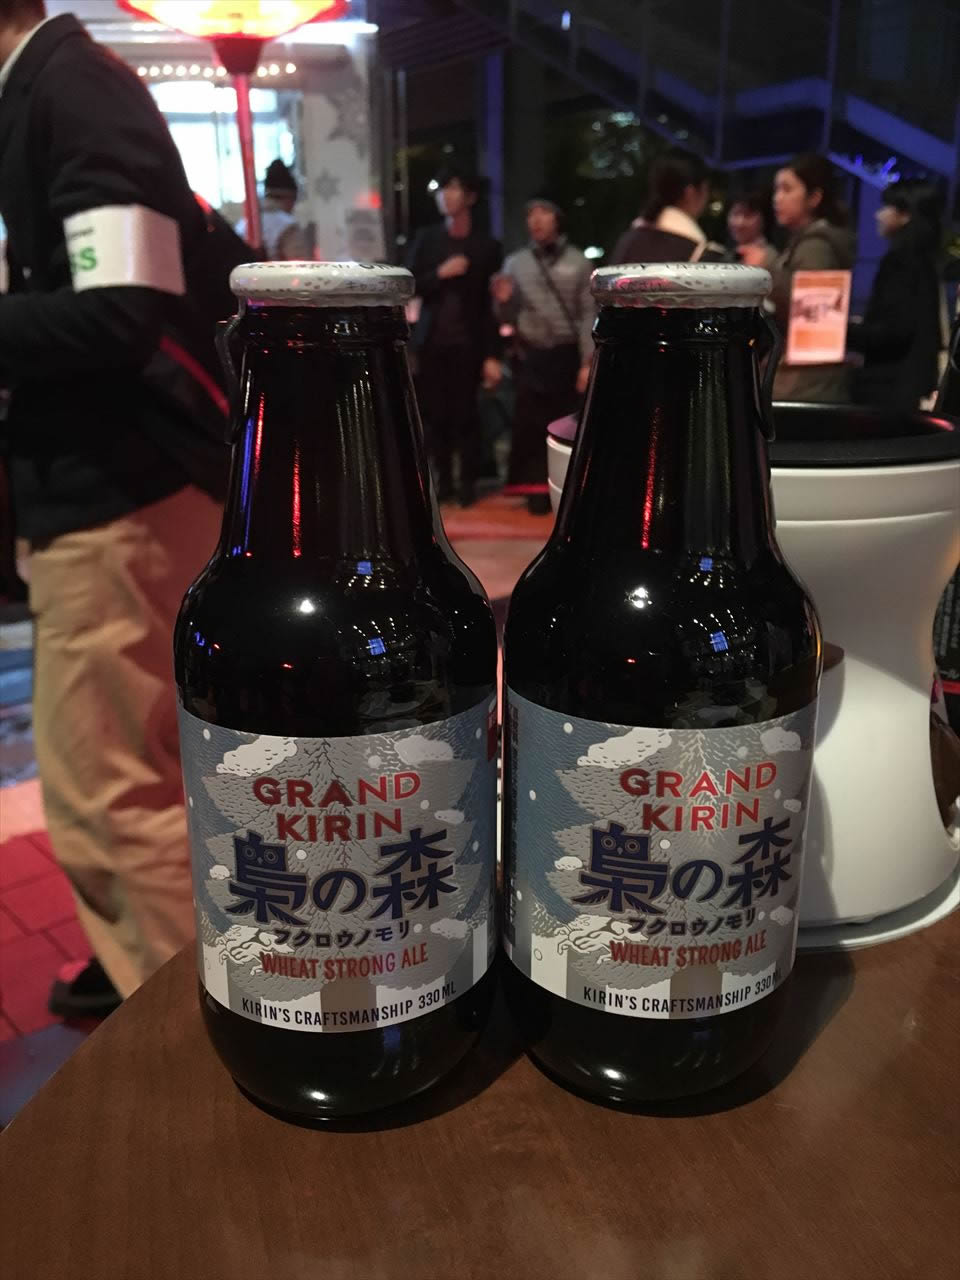 GRAND
KIRIN
梟の森
フクロウノモリ
WHEAT STRONG ALE
KIRIN'S CRAFTSMANSHIP 330ML
GRAND
KIRIN
梟の森
フクロウノモリ
WHEAT STRONG ALE
KIRIN'S CRAFTSMANSHIP 330ML